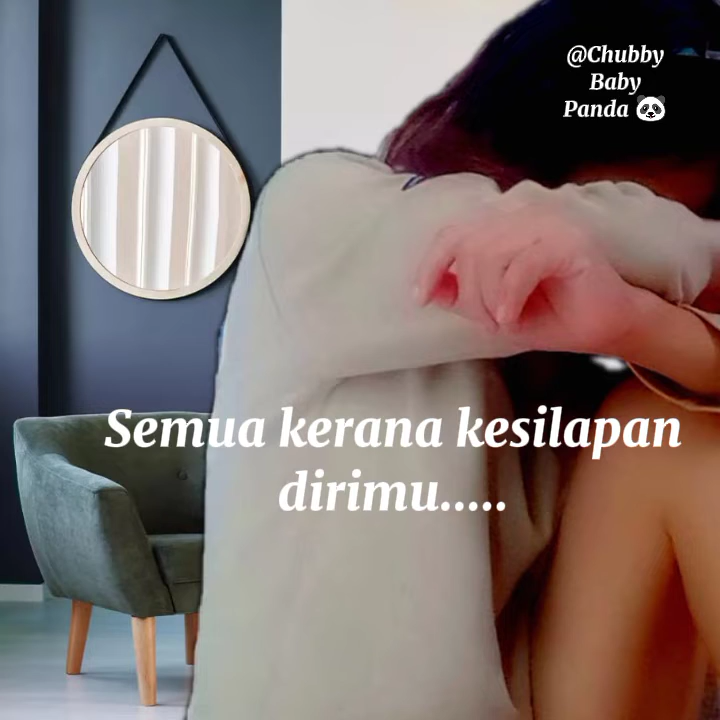 @Chubby
Baby
Panda 🐼
Semua kerana kesilapan
dirimu.....